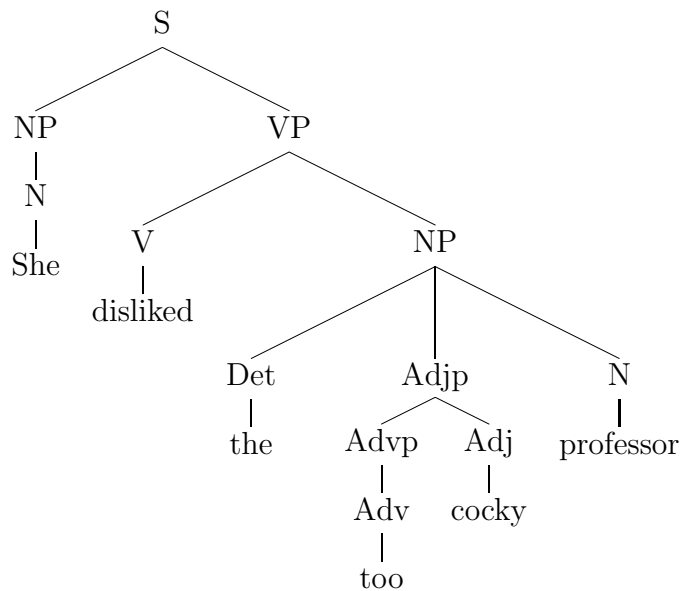 S
NP VP
N
V NP
She
disliked
Det Adjp N
the Advp Adj professor
Adv cocky
too